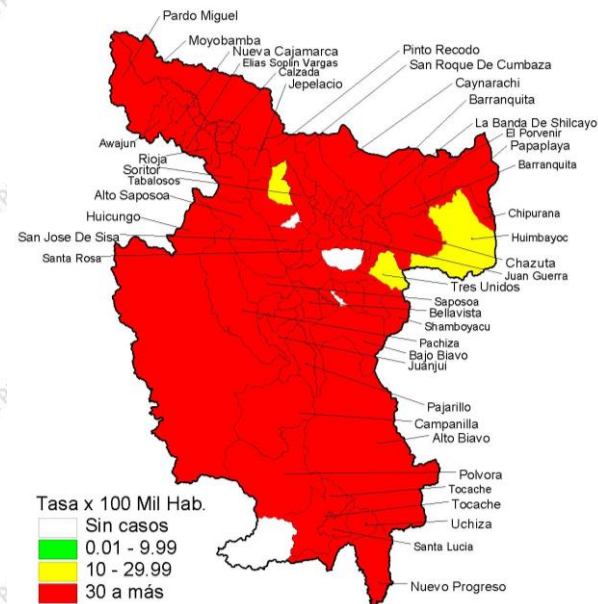 Pardo Miguel
Moyobamba
Nueva Cajamarca
Elias Soplin Vargas
Calzada
Jepelacio
Pinto Recodo
San Roque De Cumbaza
Caynarachi
Barranquita
La Banda De Shilcayo
El Porvenir
Papaplaya
Barranquita
Awajun
Rioja
Soritor
Tabalosos
Alto Saposoa
Huicungo
San Jose De Sisa
Santa Rosa
Chipurana
Huimbayoc
Chazuta
Juan Guerra
Tres Unidos
Saposoa
Bellavista
Shamboyacu
Pachiza
Bajo Biavo
Juánjui
Pajarillo
Campanilla
Alto Biavo
Polvora
Tocache
Tocache
Uchiza
Santa Lucia
Nuevo Progreso
Tasa x 100 Mil Hab.
Sin casos
0.01 - 9.99
10 - 29.99
30 a más